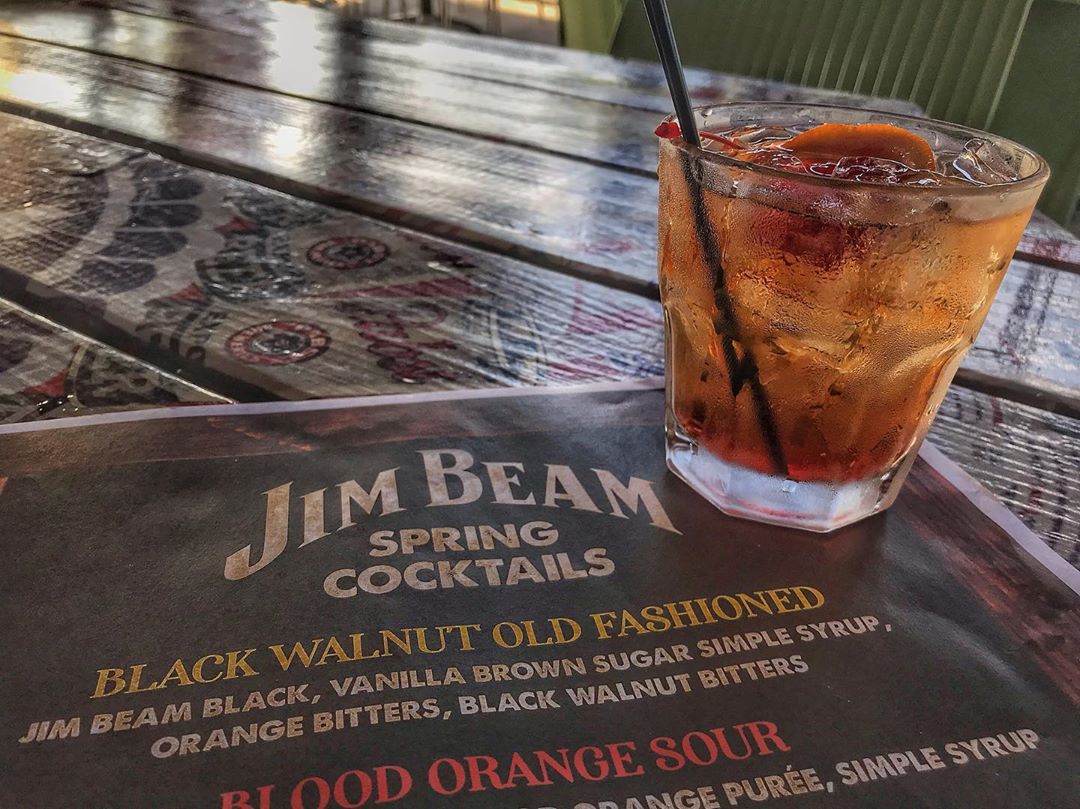 JIM BEAM
SPRING
COCKTAILS
BLACK WALNUT OLD FASHIONED
JIM BEAM BLACK, VANILLA BROWN SUGAR SIMPLE SYRUP,
ORANGE BITTERS, BLACK WALNUT BITTERS
BLOOD ORANGE SOUR
ORANGE PURÉE, SIMPLE SYRUP